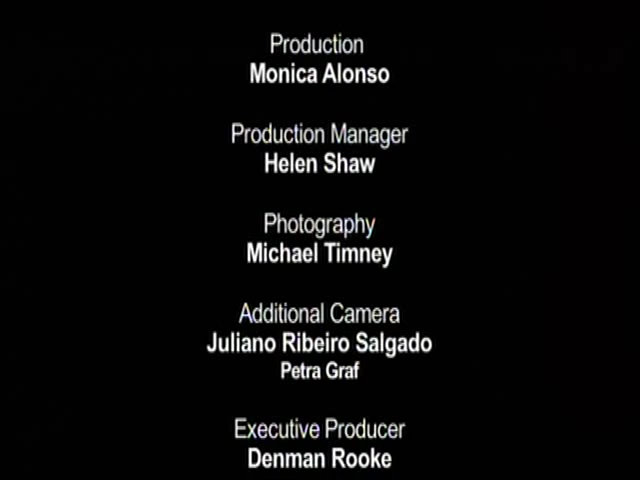 Production
Monica Alonso
Production Manager
Helen Shaw
Photography
Michael Timney
Additional Camera
Juliano Ribeiro Salgado
Petra Graf
Executive Producer
Denman Rooke